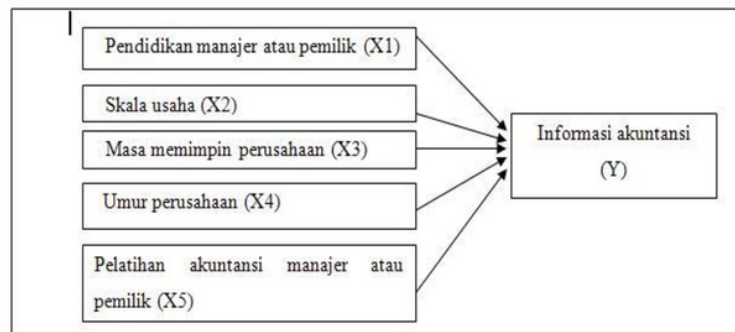 Pendidikan manajer atau pemilik (X1)
Skala usaha (X2)
Masa memimpin perusahaan (X3)
Umur perusahaan (X4)
Pelatihan akuntansi manajer atau
pemilik (X5)
Informasi akuntansi
(Y)